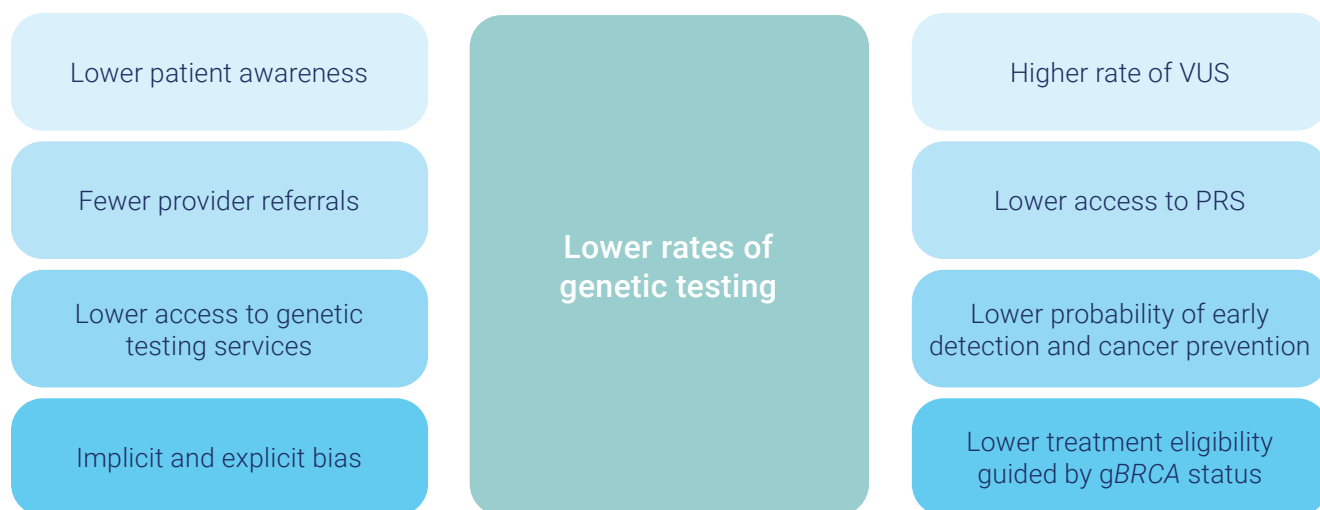 Lower patient awareness
Fewer provider referrals
Lower access to genetic
testing services
Implicit and explicit bias
Lower rates of
genetic testing
Higher rate of VUS
Lower access to PRS
Lower probability of early
detection and cancer prevention
Lower treatment eligibility
guided by gBRCA status